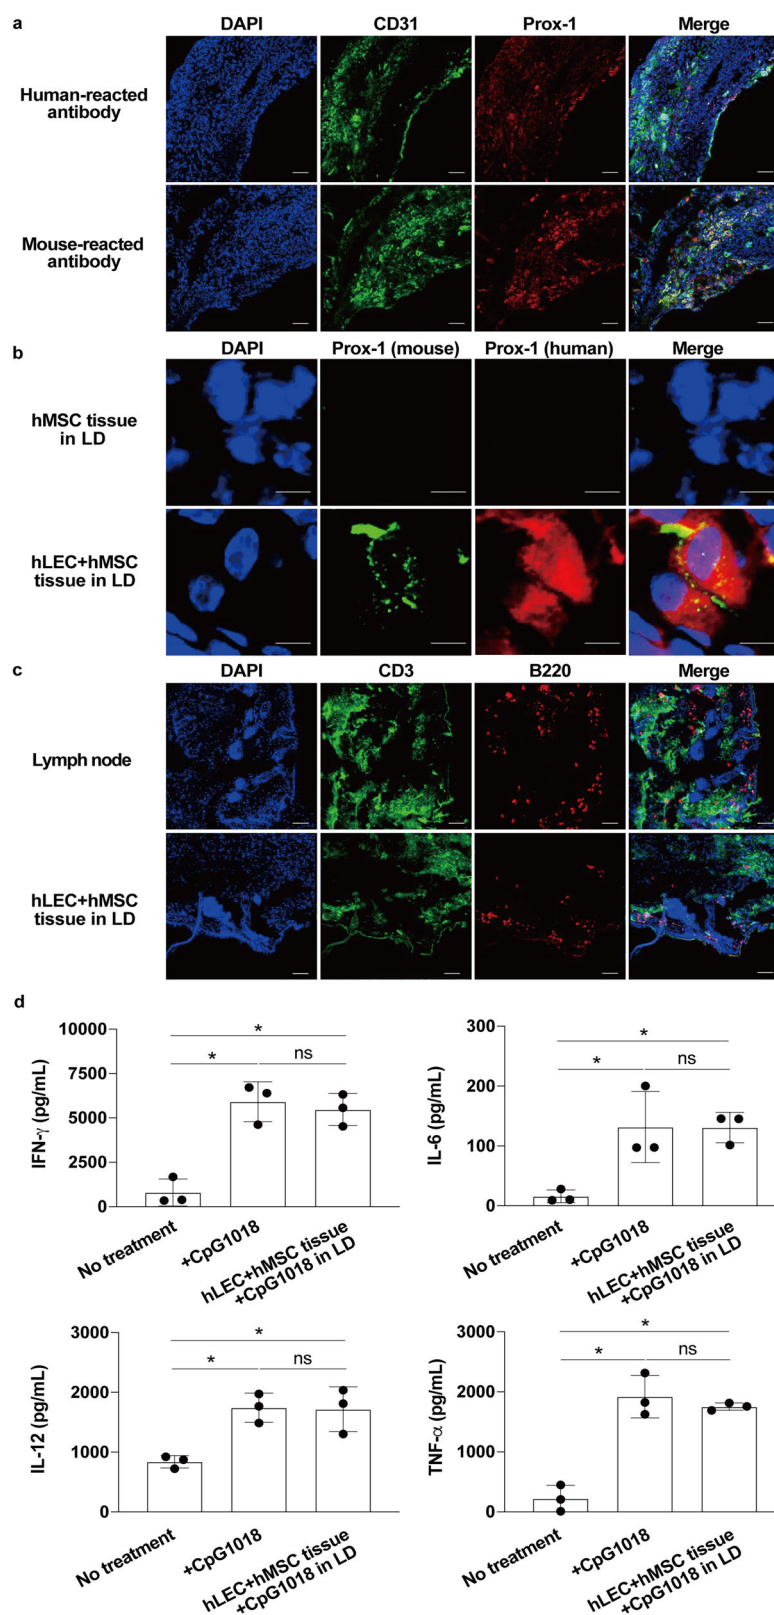 a
DAPI CD31 Prox-1 Merge
Human-reacted
antibody
Mouse-reacted
antibody
b
DAPI Prox-1 (mouse) Prox-1 (human) Merge
hMSC tissue
in LD
hLEC+hMSC
tissue in LD
c
DAPI CD3 B220 Merge
Lymph node
hLEC+hMSC
tissue in LD
d
IFN-γ (pg/mL)
10000
7500
5000
2500
0
*
*
ns
No treatment
+CpG1018
hLEC+hMSC tissue
+CpG1018 in LD
IL-6 (pg/mL)
300
200
100
0
*
*
ns
No treatment
+CpG1018
hLEC+hMSC tissue
+CpG1018 in LD
IL-12 (pg/mL)
3000
2000
1000
0
*
*
ns
No treatment
+CpG1018
hLEC+hMSC tissue
+CpG1018 in LD
TNF-α (pg/mL)
3000
2000
1000
0
*
*
ns
No treatment
+CpG1018
hLEC+hMSC tissue
+CpG1018 in LD